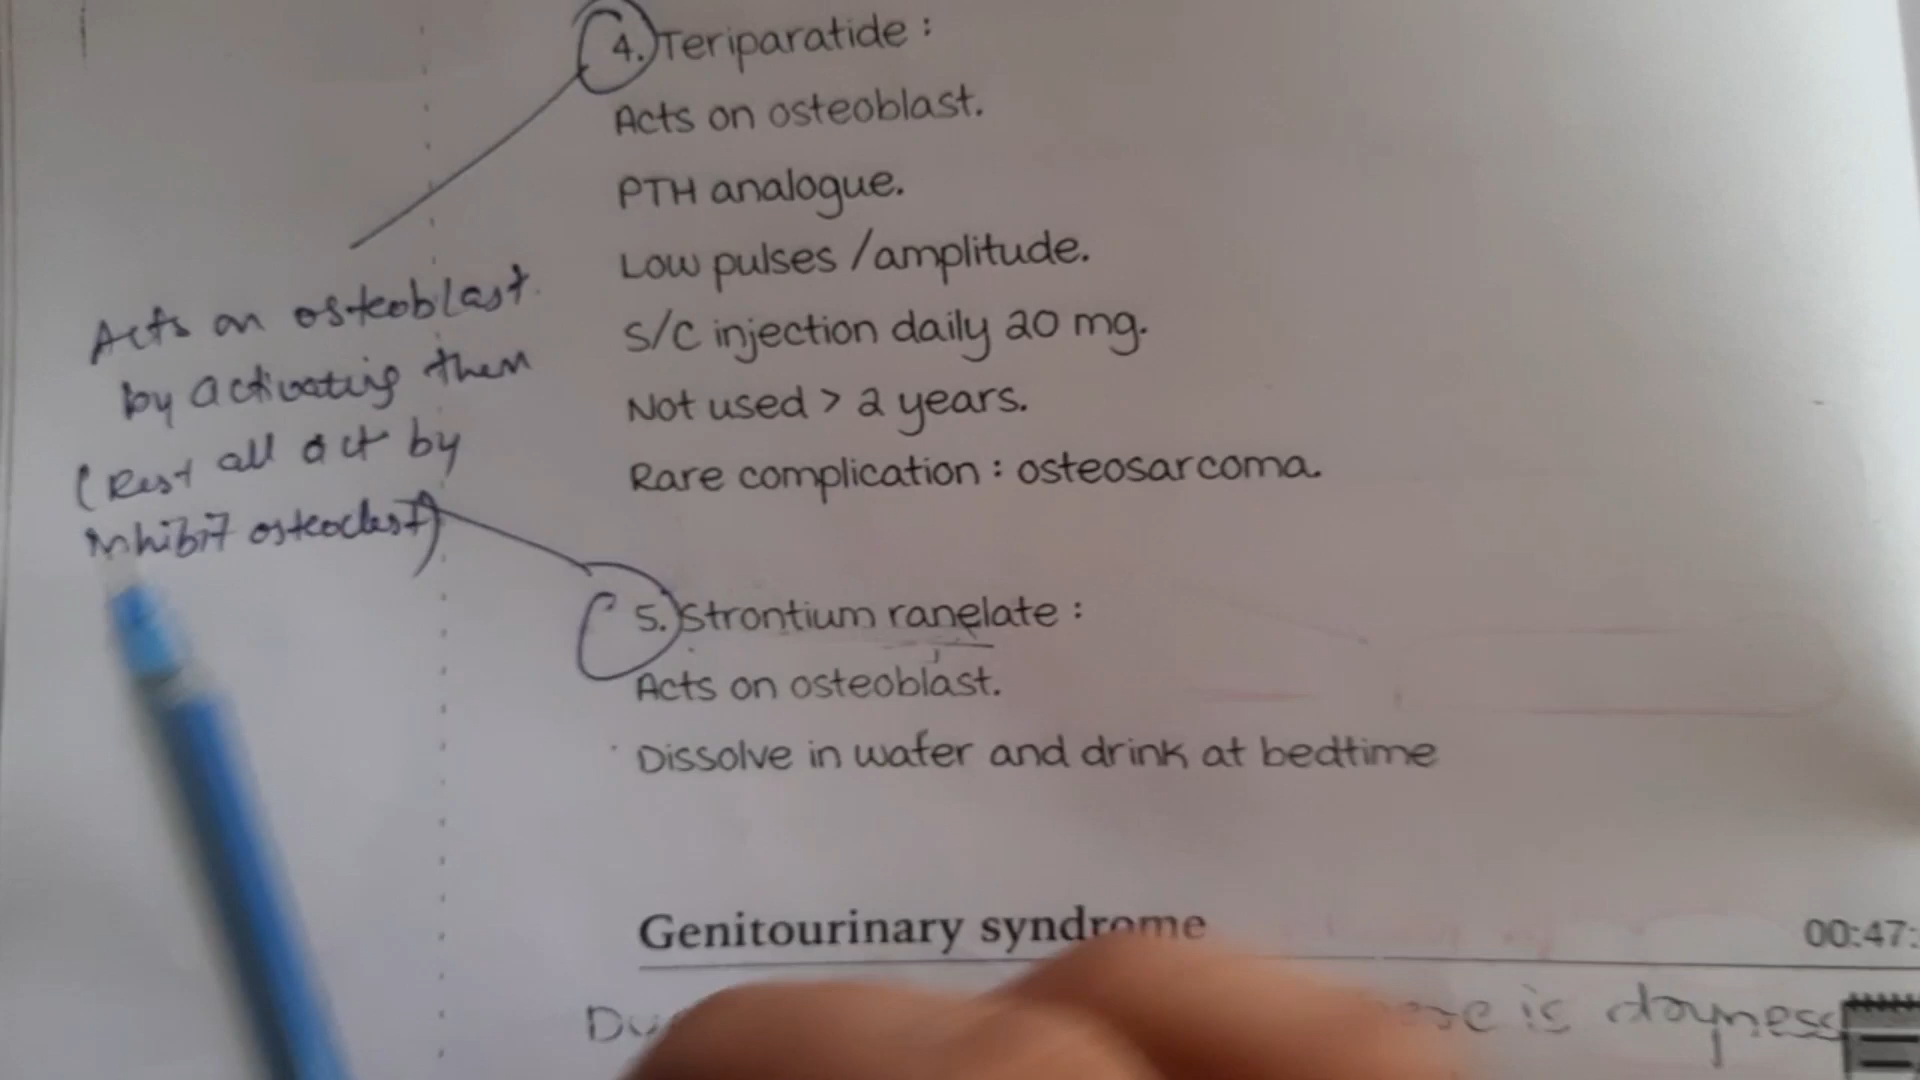 4. Teriparatide :
Acts on osteoblast.
PTH analogue.
Low pulses / amplitude.
S/C injection daily 20 mg.
Not used > 2 years.
Rare complication : osteosarcoma.
Acts on osteoblast.
by activating them
(Rest all act by
inhibit osteoclast)
5. Strontium ranelate :
Acts on osteoblast.
Dissolve in water and drink at bedtime
Genitourinary syndrome
00:47:
is dryness